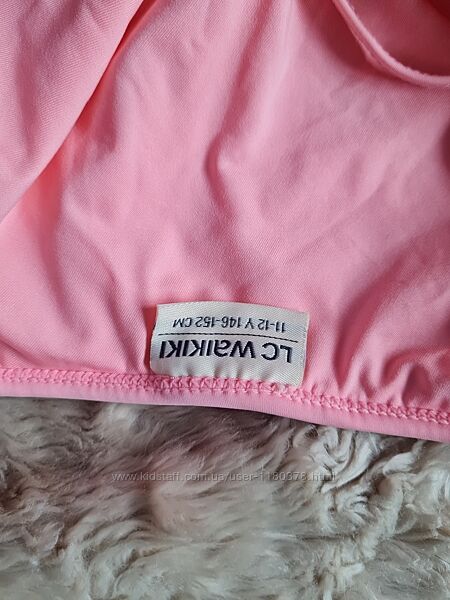 LC WAIKIKI
11-12 Y 146-152 CM
www.kidstaff.com.ua/user-1180378.html